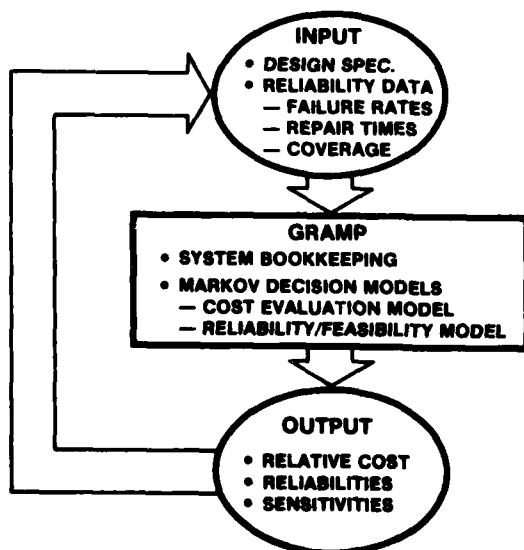 INPUT
• DESIGN SPEC.
• RELIABILITY DATA
— FAILURE RATES
— REPAIR TIMES
— COVERAGE
GRAMP
• SYSTEM BOOKKEEPING
• MARKOV DECISION MODELS
— COST EVALUATION MODEL
— RELIABILITY/FEASIBILITY MODEL
OUTPUT
• RELATIVE COST
• RELIABILITIES
• SENSITIVITIES